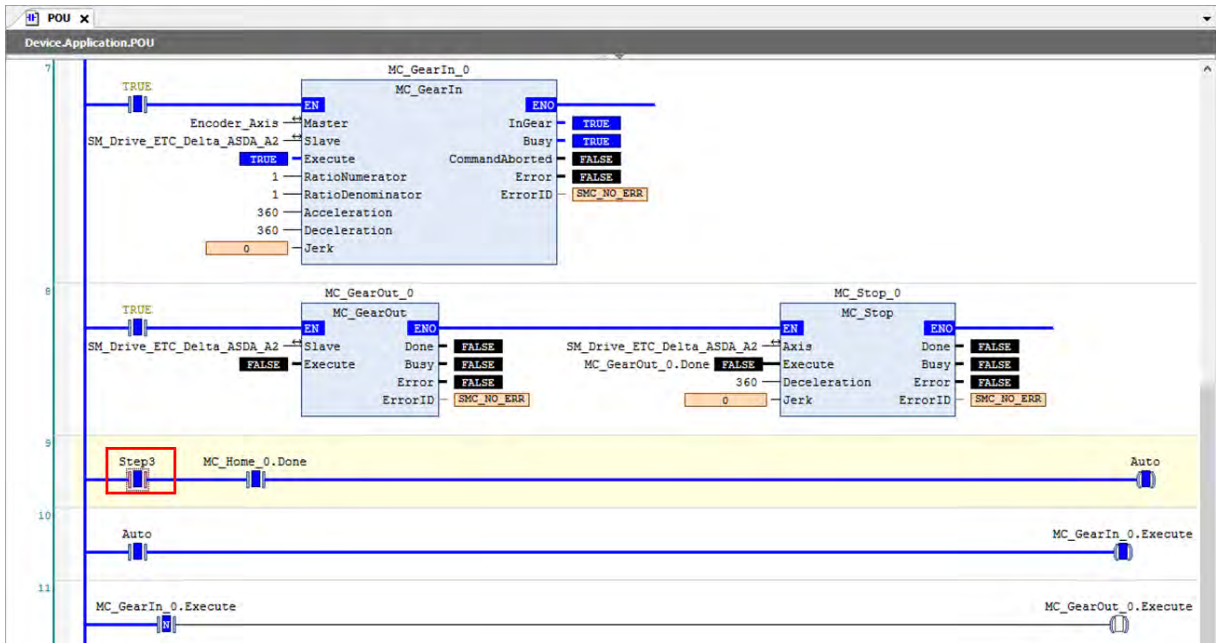 POU
Device.Application.POU
7
MC_GearIn_0
TRUE
MC_GearIn
EN ENO
Encoder_Axis Master InGear TRUE
SM_Drive_ETC_Delta_ASDA_A2 Slave Busy TRUE
TRUE Execute CommandAborted FALSE
1 RatioNumerator Error FALSE
1 RatioDenominator ErrorID SMC_NO_ERR
360 Acceleration
360 Deceleration
0 Jerk
8
MC_GearOut_0 MC_Stop_0
TRUE
MC_GearOut MC_Stop
EN ENO EN ENO
SM_Drive_ETC_Delta_ASDA_A2 Slave Done FALSE SM_Drive_ETC_Delta_ASDA_A2 Axis Done FALSE
FALSE Execute Busy FALSE MC_GearOut_0.Done FALSE Execute Busy FALSE
Error FALSE 360 Deceleration Error FALSE
ErrorID SMC_NO_ERR 0 Jerk ErrorID SMC_NO_ERR
9
Step3 MC_Home_0.Done Auto
10
Auto MC_GearIn_0.Execute
11
MC_GearIn_0.Execute MC_GearOut_0.Execute
N